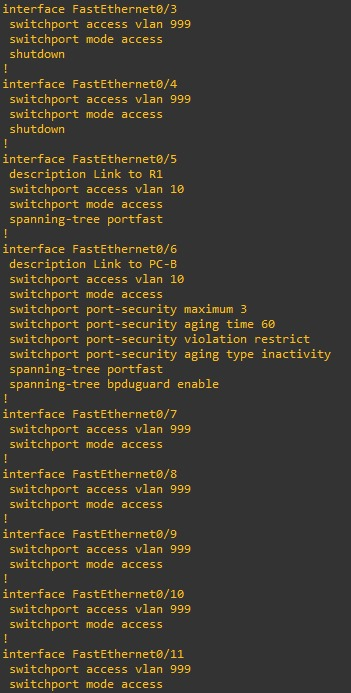 interface FastEthernet0/3
switchport access vlan 999
switchport mode access
shutdown
!
interface FastEthernet0/4
switchport access vlan 999
switchport mode access
shutdown
!
interface FastEthernet0/5
description Link to R1
switchport access vlan 10
switchport mode access
spanning-tree portfast
!
interface FastEthernet0/6
description Link to PC-B
switchport access vlan 10
switchport mode access
switchport port-security maximum 3
switchport port-security aging time 60
switchport port-security violation restrict
switchport port-security aging type inactivity
spanning-tree portfast
spanning-tree bpduguard enable
!
interface FastEthernet0/7
switchport access vlan 999
switchport mode access
!
interface FastEthernet0/8
switchport access vlan 999
switchport mode access
!
interface FastEthernet0/9
switchport access vlan 999
switchport mode access
!
interface FastEthernet0/10
switchport access vlan 999
switchport mode access
!
interface FastEthernet0/11
switchport access vlan 999
switchport mode access